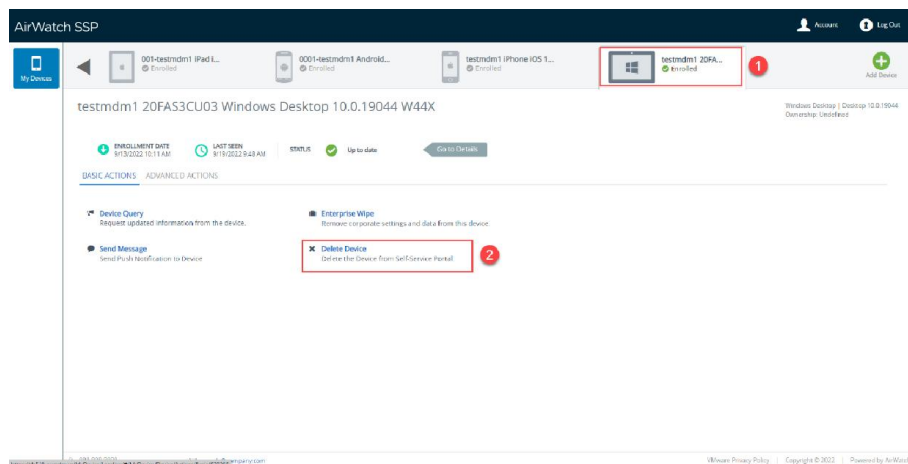 AirWatch SSP
Account
Log Out
My Devices
001-testmdm1 iPad i...
Enrolled
0001-testmdm1 Android...
Enrolled
testmdm1 iPhone iOS 1...
Enrolled
testmdm1 20FA...
Enrolled
1
Add Device
testmdm1 20FAS3CU03 Windows Desktop 10.0.19044 W44X
Windows Desktop | Desktop 10.0.19044
Ownership: Undefined
ENROLLMENT DATE
9/13/2022 10:11 AM
LAST SEEN
9/19/2022 9:48 AM
STATUS
Up to date
Go to Details
BASIC ACTIONS
ADVANCED ACTIONS
Device Query
Request updated information from the device.
Enterprise Wipe
Remove corporate settings and data from this device
Send Message
Send Push Notification to Device
Delete Device
Delete the Device from Self-Service Portal
2
VMware Privacy Policy | Copyright © 2022 | Powered by AirWatch